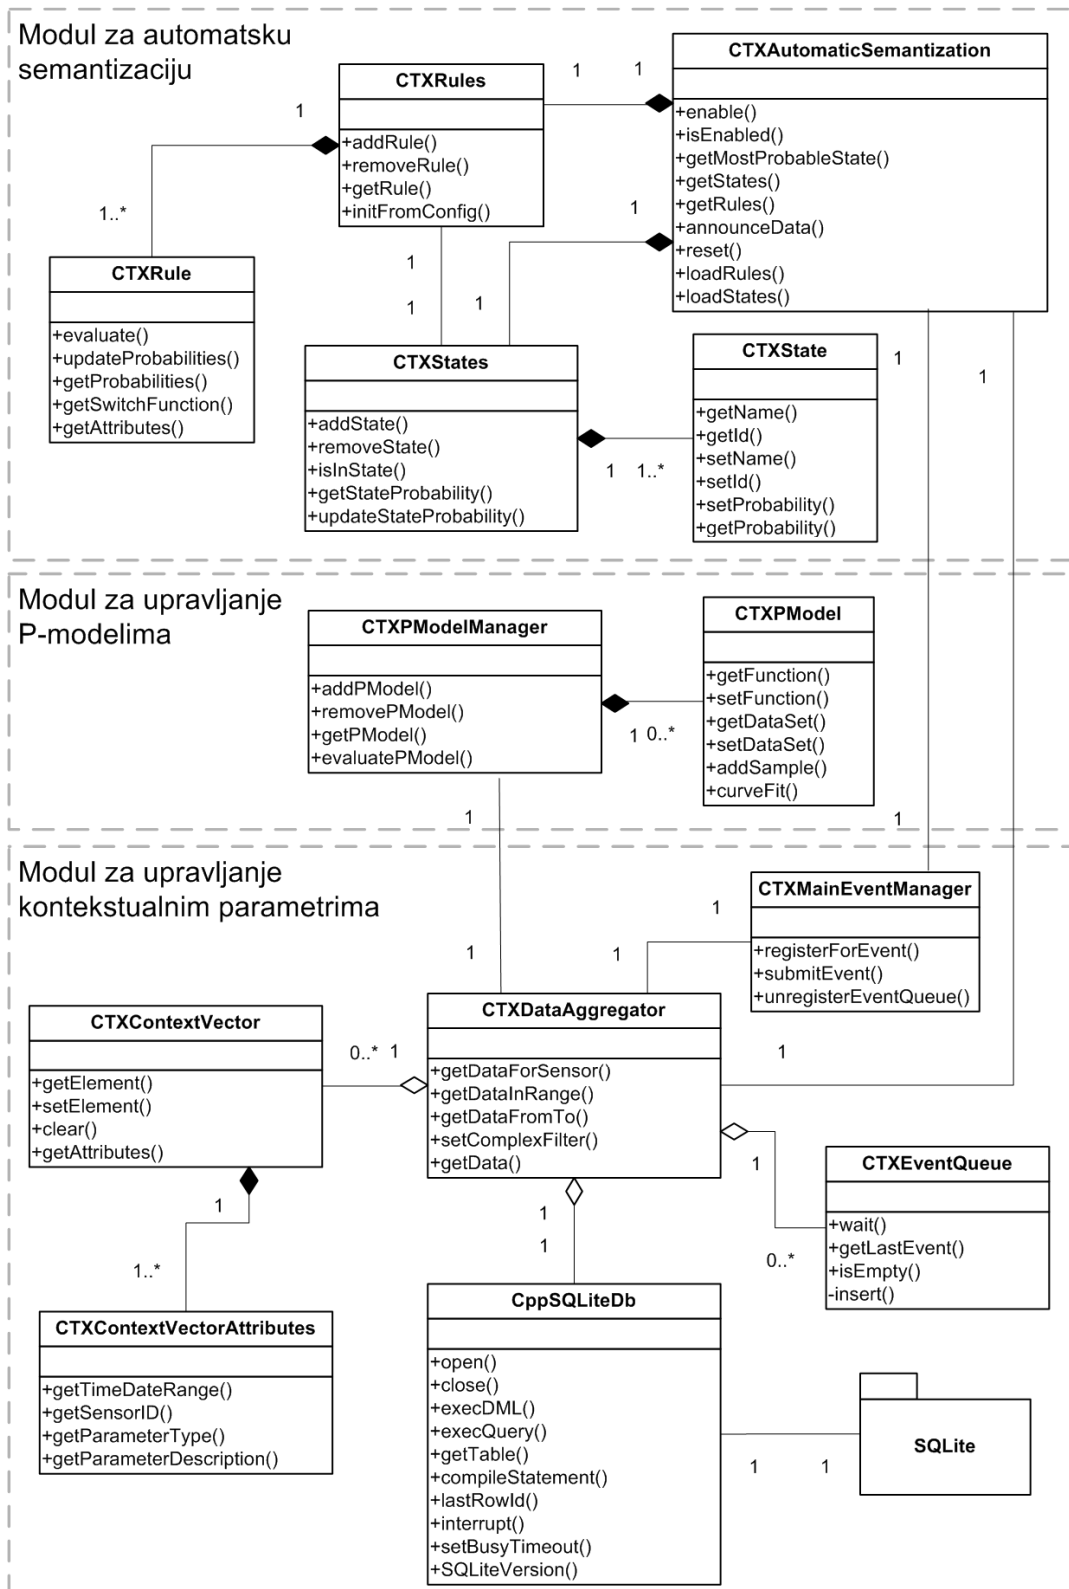 Modul za automatsku
semantizaciju
CTXRules
+addRule()
+removeRule()
+getRule()
+initFromConfig()
1
1
1
1..*
CTXAutomaticSemantization
+enable()
+isEnabled()
+getMostProbableState()
+getStates()
+getRules()
+announceData()
+reset()
+loadRules()
+loadStates()
CTXRule
+evaluate()
+updateProbabilities()
+getProbabilities()
+getSwitchFunction()
+getAttributes()
1
1
1
1
CTXStates
+addState()
+removeState()
+isInState()
+getStateProbability()
+updateStateProbability()
1
1..*
CTXState
+getName()
+getId()
+setName()
+setId()
+setProbability()
+getProbability()
1
1
Modul za upravljanje
P-modelima
CTXPModelManager
+addPModel()
+removePModel()
+getPModel()
+evaluatePModel()
1 0..*
CTXPModel
+getFunction()
+setFunction()
+getDataSet()
+setDataSet()
+addSample()
+curveFit()
1
1
Modul za upravljanje
kontekstualnim parametrima
CTXMainEventManager
+registerForEvent()
+submitEvent()
+unregisterEventQueue()
1
1
1
CTXContextVector
+getElement()
+setElement()
+clear()
+getAttributes()
0..* 1
CTXDataAggregator
+getDataForSensor()
+getDataInRange()
+getDataFromTo()
+setComplexFilter()
+getData()
1
1
0..*
CTXEventQueue
+wait()
+getLastEvent()
+isEmpty()
-insert()
1
1..*
1
1
CTXContextVectorAttributes
+getTimeDateRange()
+getSensorID()
+getParameterType()
+getParameterDescription()
CppSQLiteDb
+open()
+close()
+execDML()
+execQuery()
+getTable()
+compileStatement()
+lastRowId()
+interrupt()
+setBusyTimeout()
+SQLiteVersion()
1
1
SQLite